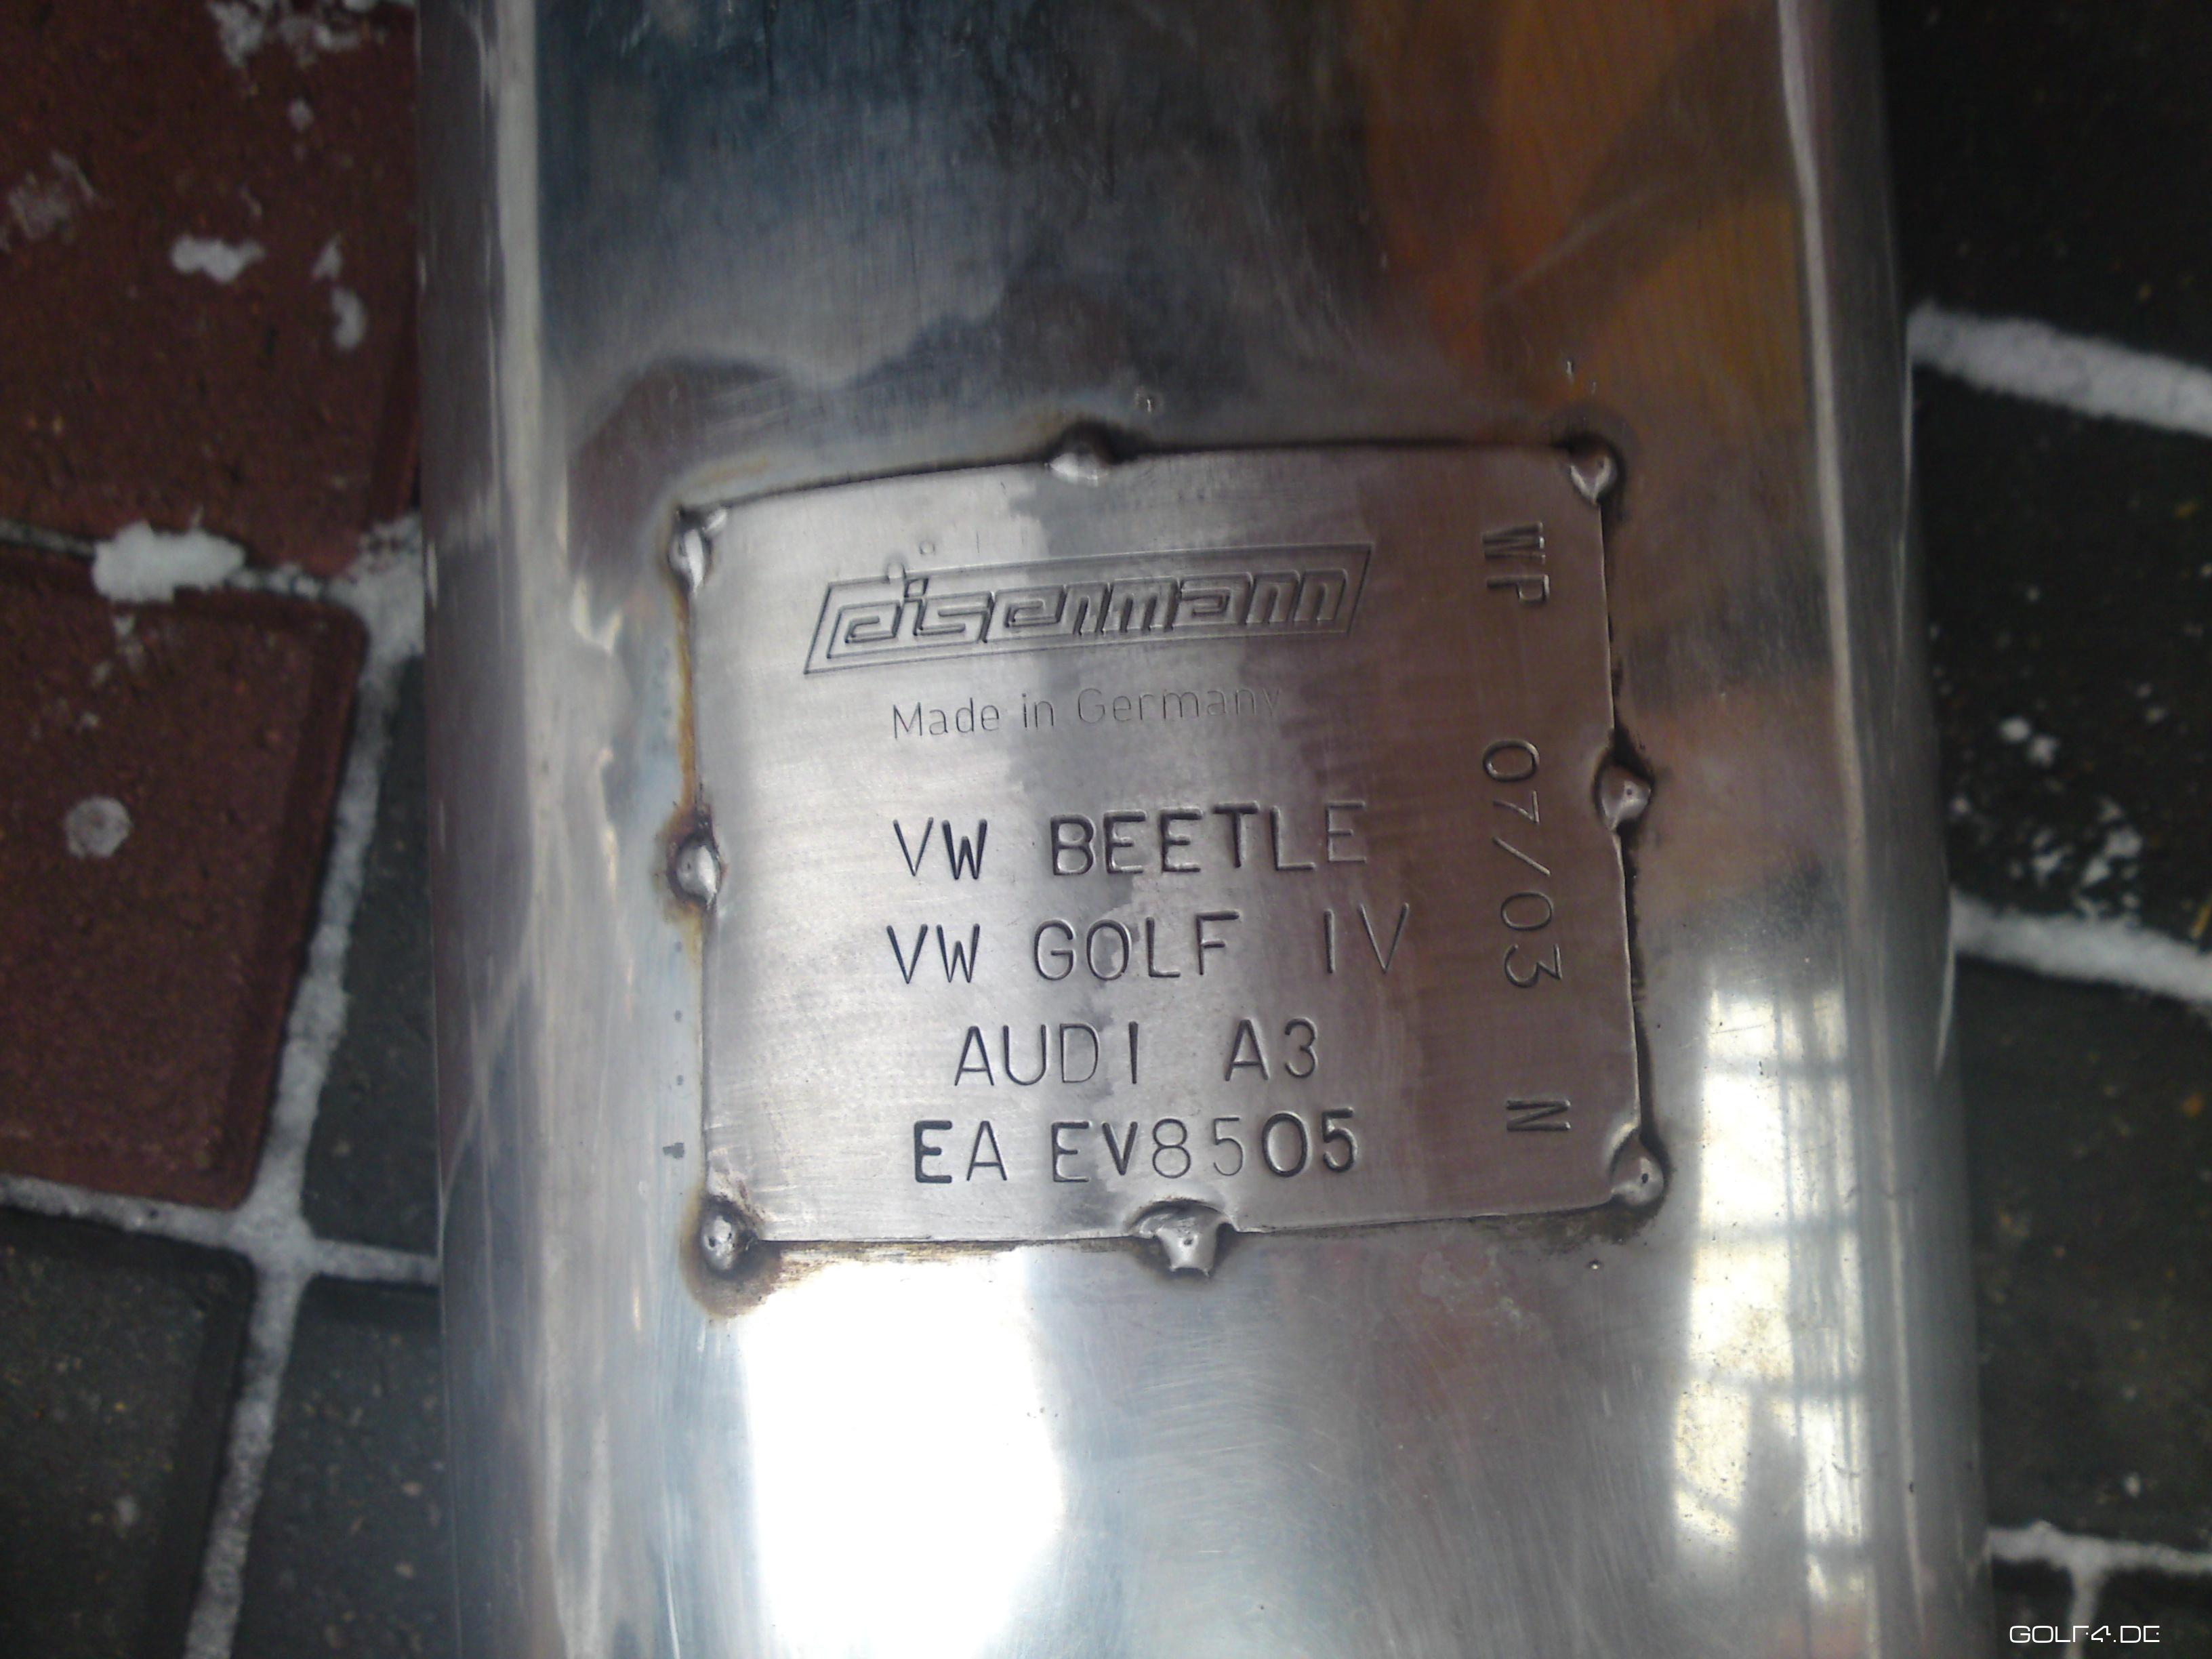 eisenmann
Made in Germany
VW BEETLE
VW GOLF IV
AUDI A3
EA EV8505
WP 07/03 N
GOLF4.DE